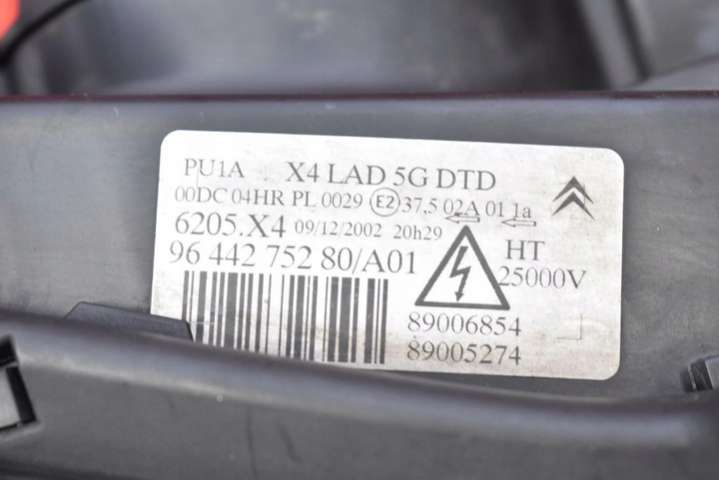 PU1A X4 LAD 5G DTD
00DC 04HR PL 0029 E2 37,5 02A 01 1a
6205.X4 09/12/2002 20h29
96 442 752 80/A01
HT
25000V
89006854
89005274